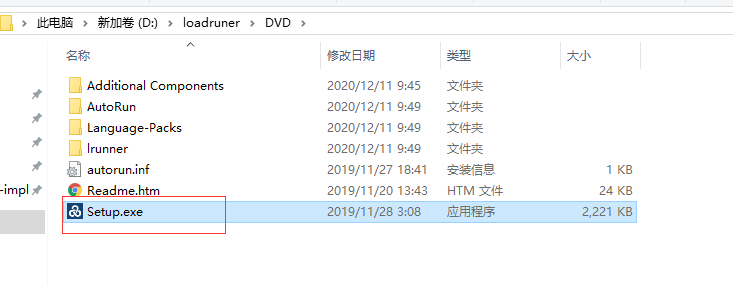 此电脑 > 新加卷 (D:) > loadruner > DVD >
名称 修改日期 类型 大小
Additional Components 2020/12/11 9:45 文件夹
AutoRun 2020/12/11 9:49 文件夹
Language-Packs 2020/12/11 9:49 文件夹
lrunner 2020/12/11 9:49 文件夹
autorun.inf 2019/11/27 18:41 安装信息 1 KB
-impl Readme.htm 2019/11/20 13:43 HTM 文件 24 KB
Setup.exe 2019/11/28 3:08 应用程序 2,221 KB